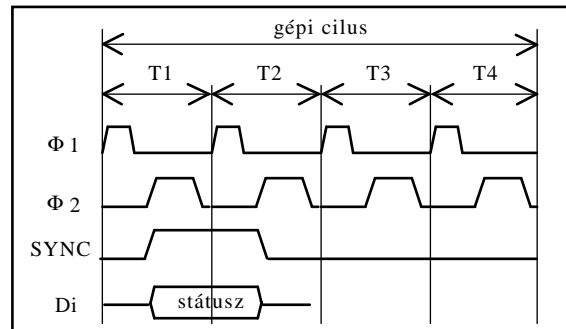 gépi cilus
T1 T2 T3 T4
Φ 1
Φ 2
SYNC
Di státusz